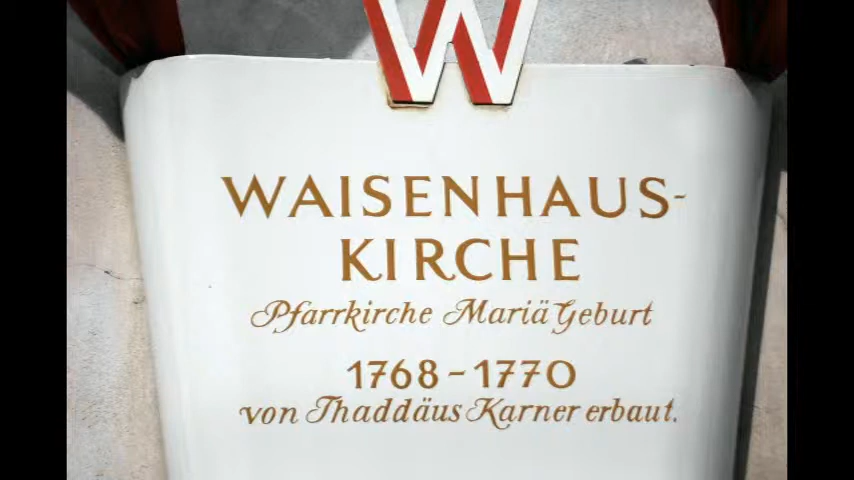 W
WAISENHAUS-
KIRCHE
Pfarrkirche Mariä Geburt
1768-1770
von Thaddäus Karner erbaut.